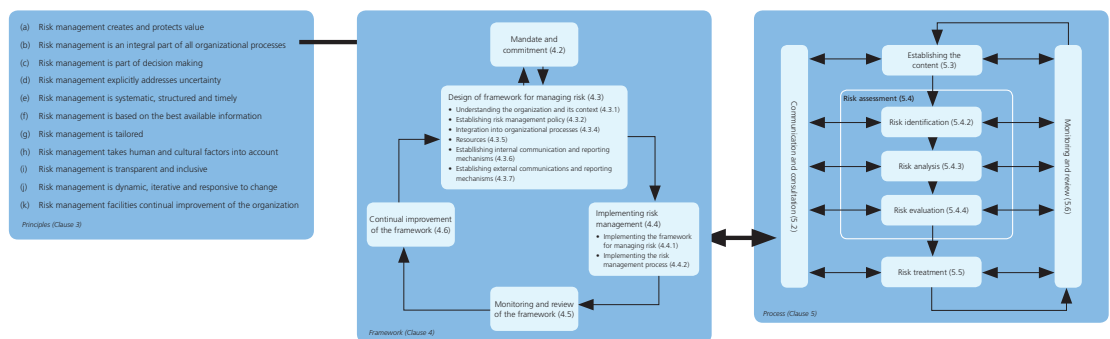 (a) Risk management creates and protects value
(b) Risk management is an integral part of all organizational processes
(c) Risk management is part of decision making
(d) Risk management explicitly addresses uncertainty
(e) Risk management is systematic, structured and timely
(f) Risk management is based on the best available information
(g) Risk management is tailored
(h) Risk management takes human and cultural factors into account
(i) Risk management is transparent and inclusive
(j) Risk management is dynamic, iterative and responsive to change
(k) Risk management facilities continual improvement of the organization
Principles (Clause 3)
Mandate and
commitment (4.2)
Design of framework for managing risk (4.3)
• Understanding the organization and its context (4.3.1)
• Establishing risk management policy (4.3.2)
• Integration into organizational processes (4.3.4)
• Resources (4.3.5)
• Establlishing internal communication and reporting
mechanisms (4.3.6)
• Establishing external communications and reporting
mechanisms (4.3.7)
Continual improvement
of the framework (4.6)
Implementing risk
management (4.4)
• Implementing the framework
for managing risk (4.4.1)
• Implementing the risk
management process (4.4.2)
Monitoring and review
of the framework (4.5)
Framework (Clause 4)
Communication and consultation (5.2)
Establishing the
content (5.3)
Risk assessment (5.4)
Risk identification (5.4.2)
Risk analysis (5.4.3)
Risk evaluation (5.4.4)
Risk treatment (5.5)
Monitoring and review (5.6)
Process (Clause 5)